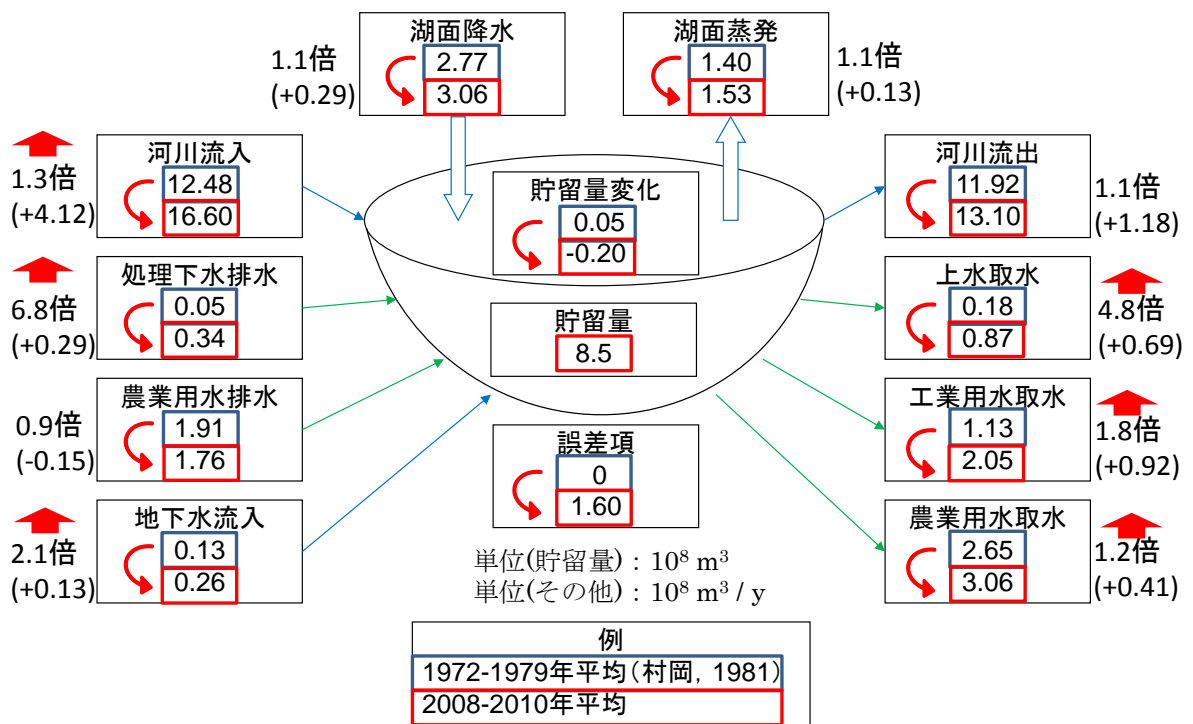 湖面降水
2.77
3.06
1.1倍
(+0.29)
湖面蒸発
1.40
1.53
1.1倍
(+0.13)
河川流入
12.48
16.60
1.3倍
(+4.12)
処理下水排水
0.05
0.34
6.8倍
(+0.29)
農業用水排水
1.91
1.76
0.9倍
(-0.15)
地下水流入
0.13
0.26
2.1倍
(+0.13)
貯留量変化
0.05
-0.20
貯留量
8.5
誤差項
0
1.60
単位(貯留量)：10⁸ m³
単位(その他)：10⁸ m³ / y
河川流出
11.92
13.10
1.1倍
(+1.18)
上水取水
0.18
0.87
4.8倍
(+0.69)
工業用水取水
1.13
2.05
1.8倍
(+0.92)
農業用水取水
2.65
3.06
1.2倍
(+0.41)
例
1972-1979年平均（村岡，1981）
2008-2010年平均